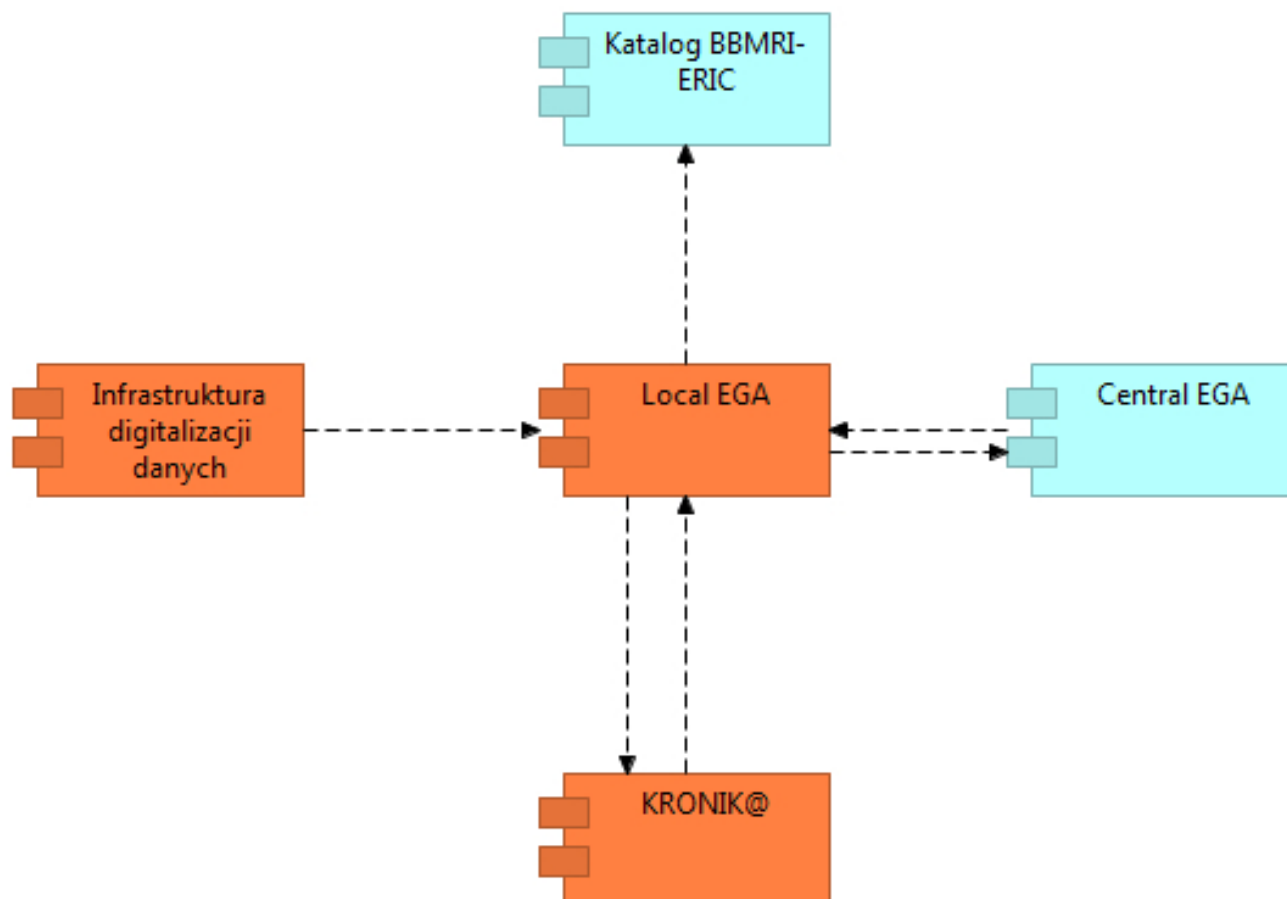 Katalog BBMRI-
ERIC
Infrastruktura
digitalizacji
danych
Local EGA
Central EGA
KRONIK@